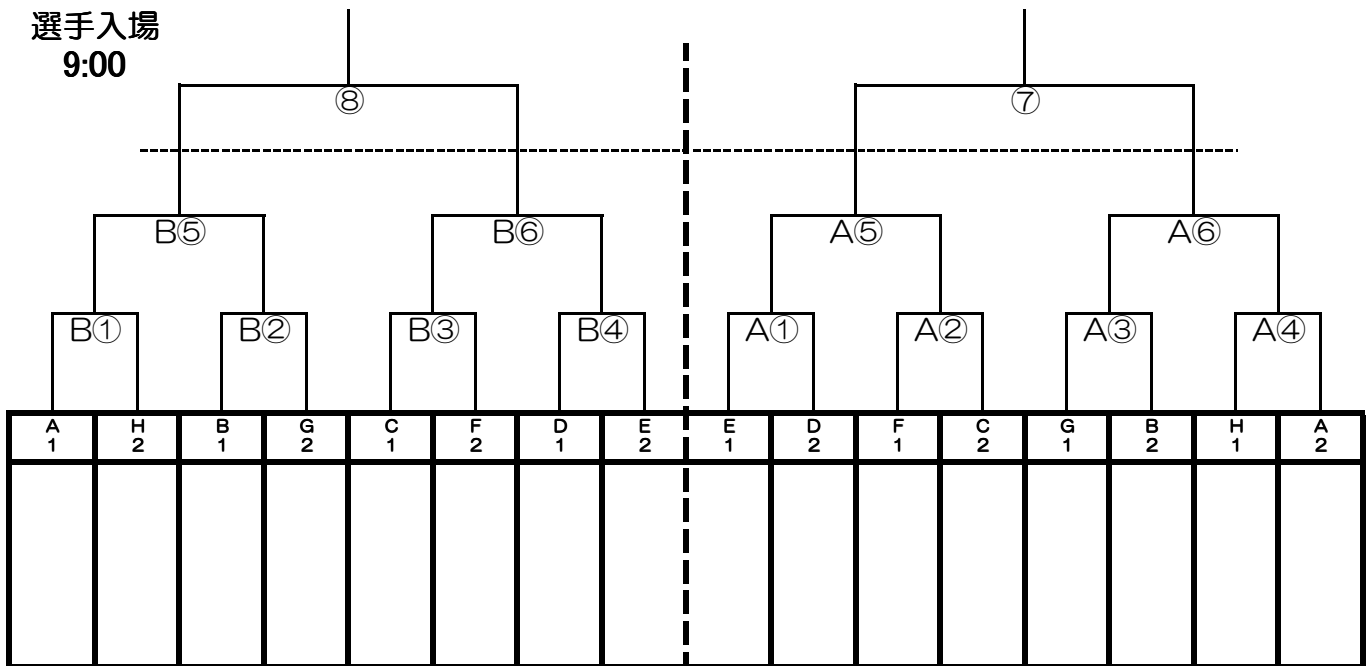 選手入場
9:00
⑧ ⑦
B⑤ B⑥ A⑤ A⑥
B① B② B③ B④ A① A② A③ A④
A H B G C F D E E D F C G B H A
1 2 1 2 1 2 1 2 1 2 1 2 1 2 1 2